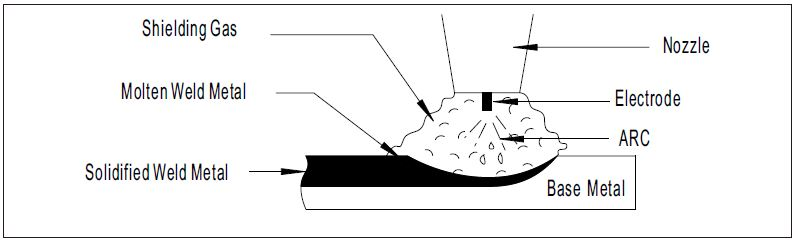 Shielding Gas
Nozzle
Molten Weld Metal
Electrode
ARC
Solidified Weld Metal
Base Metal